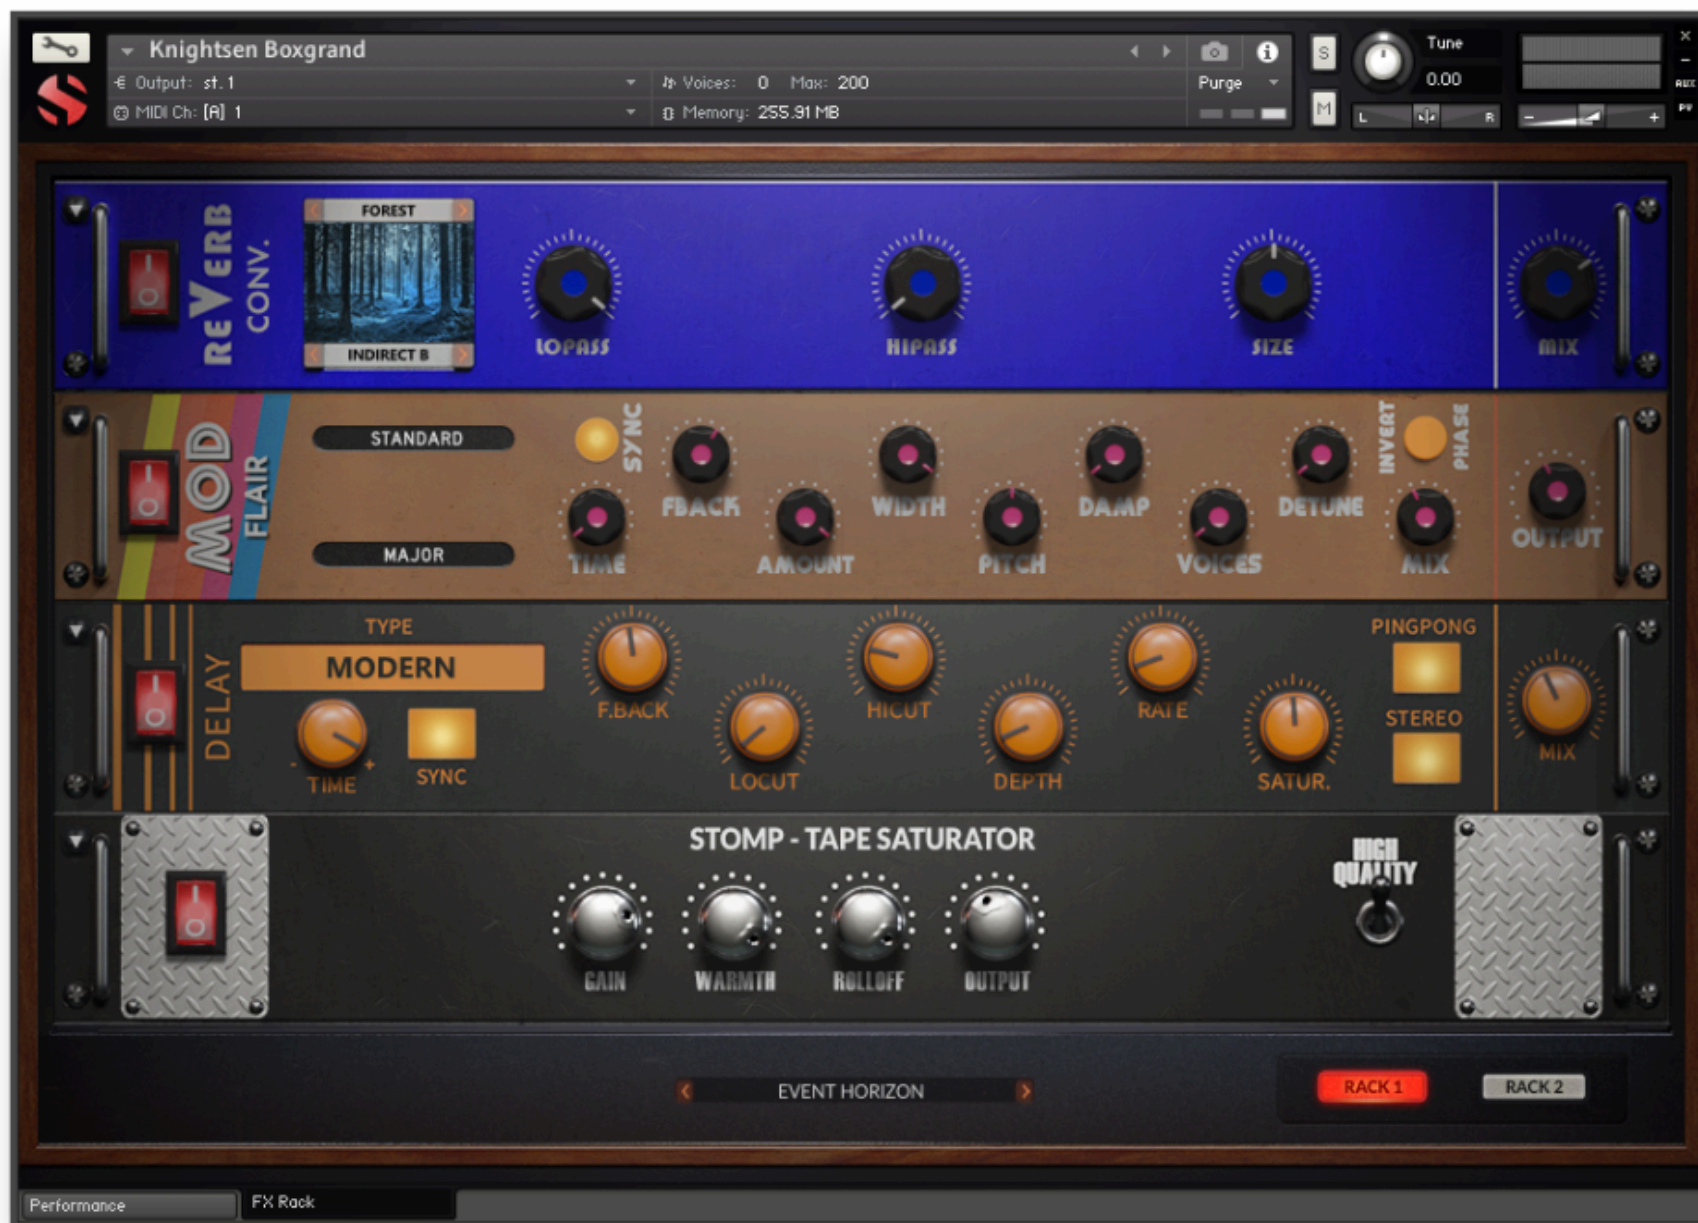 Knightsen Boxgrand
S
Tune
0.00
Output: st. 1
Voices: 0 Max: 200
Purge
AUX
MIDI Ch: [A] 1
Memory: 255.91 MB
M
L R
- +
PV
REVERB
CONV.
FOREST
INDIRECT B
LOPASS
HIPASS
SIZE
MIX
MOD
FLAIR
STANDARD
MAJOR
SYNC
TIME
FBACK
AMOUNT
WIDTH
PITCH
DAMP
VOICES
DETUNE
INVERT
PHASE
MIX
OUTPUT
DELAY
TYPE
MODERN
- TIME +
SYNC
F.BACK
LOCUT
HICUT
DEPTH
RATE
SATUR.
PINGPONG
STEREO
MIX
STOMP - TAPE SATURATOR
GAIN
WARMTH
ROLLOFF
OUTPUT
HIGH
QUALITY
EVENT HORIZON
RACK 1
RACK 2
Performance
FX Rack